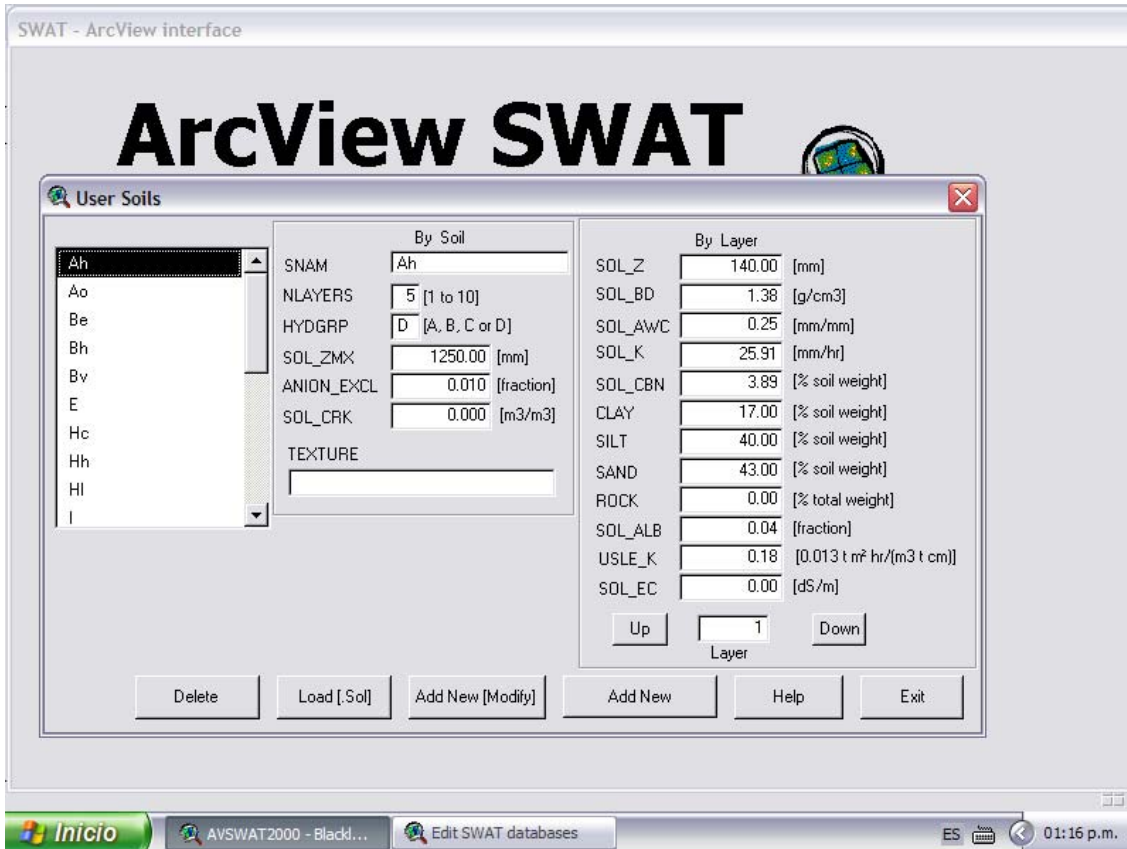 SWAT - ArcView interface
ArcView SWAT
User Soils
Ah
Ao
Be
Bh
Bv
E
Hc
Hh
Hl
I
By Soil
SNAM Ah
NLAYERS 5 [1 to 10]
HYDGRP D [A, B, C or D]
SOL_ZMX 1250.00 [mm]
ANION_EXCL 0.010 [fraction]
SOL_CRK 0.000 [m3/m3]
TEXTURE
By Layer
SOL_Z 140.00 [mm]
SOL_BD 1.38 [g/cm3]
SOL_AWC 0.25 [mm/mm]
SOL_K 25.91 [mm/hr]
SOL_CBN 3.89 [% soil weight]
CLAY 17.00 [% soil weight]
SILT 40.00 [% soil weight]
SAND 43.00 [% soil weight]
ROCK 0.00 [% total weight]
SOL_ALB 0.04 [fraction]
USLE_K 0.18 [0.013 t m² hr/(m3 t cm)]
SOL_EC 0.00 [dS/m]
Up 1 Down
Layer
Delete Load [.Sol] Add New [Modify] Add New Help Exit
Inicio AVSWAT2000 - Blackl... Edit SWAT databases ES 01:16 p.m.